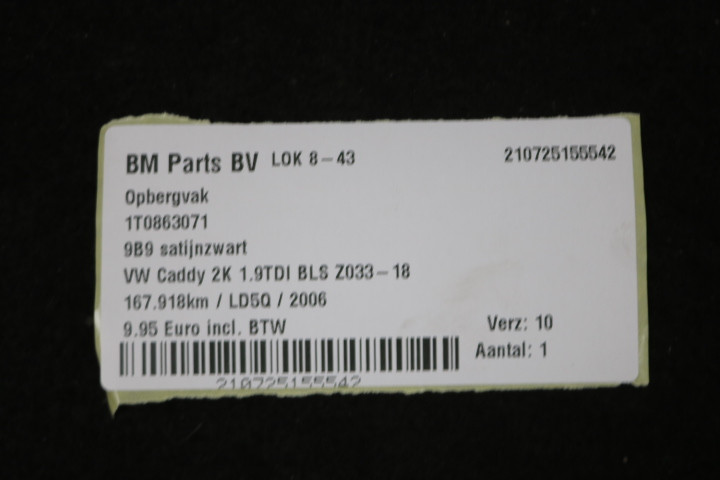 BM Parts BV LOK 8-43 210725155542
Opbergvak
1T0863071
9B9 satijnzwart
VW Caddy 2K 1.9TDI BLS Z033-18
167.918km / LD5Q / 2006
9.95 Euro incl. BTW Verz: 10
Aantal: 1
210725155542